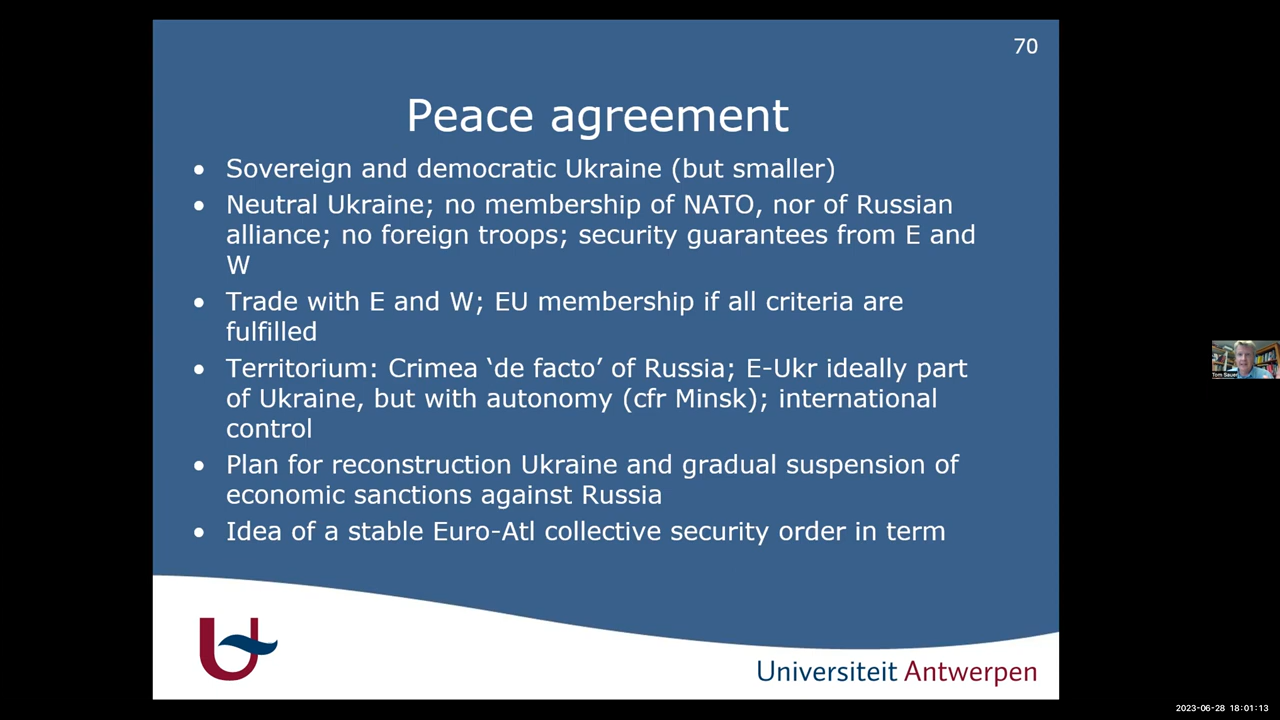 70
Peace agreement
• Sovereign and democratic Ukraine (but smaller)
• Neutral Ukraine; no membership of NATO, nor of Russian
alliance; no foreign troops; security guarantees from E and
W
• Trade with E and W; EU membership if all criteria are
fulfilled
• Territorium: Crimea ‘de facto’ of Russia; E-Ukr ideally part
of Ukraine, but with autonomy (cfr Minsk); international
control
• Plan for reconstruction Ukraine and gradual suspension of
economic sanctions against Russia
• Idea of a stable Euro-Atl collective security order in term
Universiteit Antwerpen
Tom Sauer
2023-06-28 18:01:13